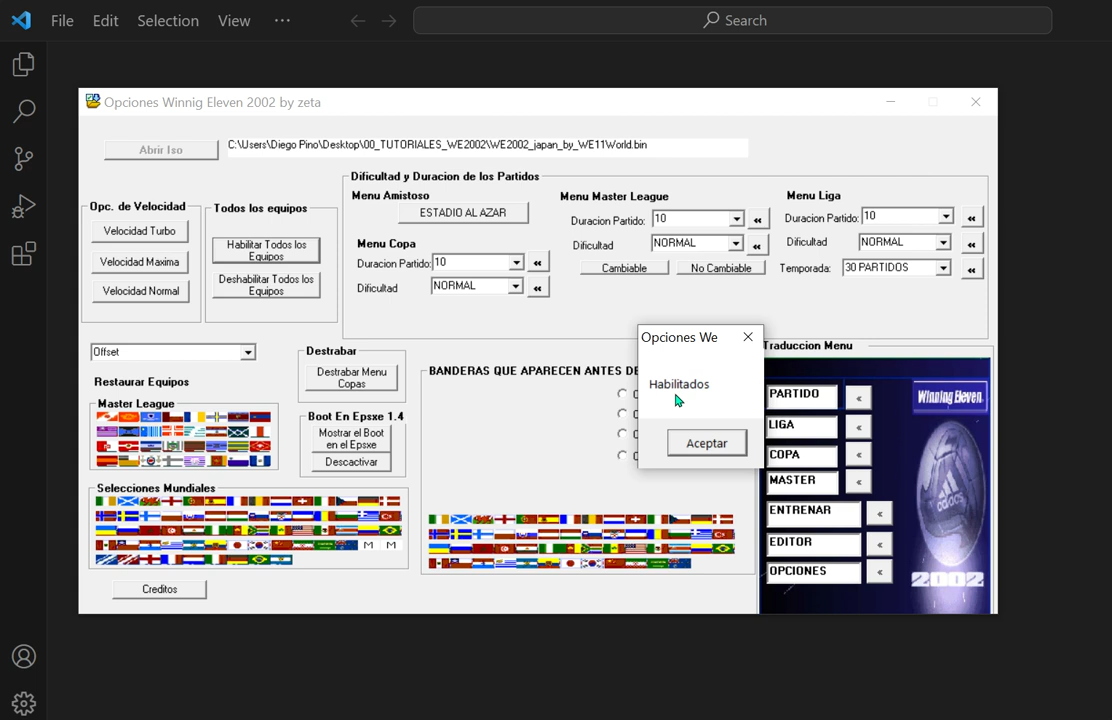 File Edit Selection View ··· Search
Opciones Winnig Eleven 2002 by zeta
Abrir Iso
C:\Users\Diego Pino\Desktop\00_TUTORIALES_WE2002\WE2002_japan_by_WE11World.bin
Opc. de Velocidad
Velocidad Turbo
Velocidad Maxima
Velocidad Normal
Todos los equipos
Habilitar Todos los
Equipos
Deshabilitar Todos los
Equipos
Dificultad y Duracion de los Partidos
Menu Amistoso
ESTADIO AL AZAR
Menu Copa
Duracion Partido: 10 «
Dificultad NORMAL «
Menu Master League
Duracion Partido: 10 «
Dificultad NORMAL «
Cambiable No Cambiable
Menu Liga
Duracion Partido: 10 «
Dificultad NORMAL «
Temporada: 30 PARTIDOS «
Offset
Restaurar Equipos
Master League
Selecciones Mundiales
M M
Creditos
Destrabar
Destrabar Menu
Copas
Boot En Epsxe 1.4
Mostrar el Boot
en el Epsxe
Descactivar
BANDERAS QUE APARECEN ANTES DE
Opciones We
Habilitados
Aceptar
Traduccion Menu
PARTIDO «
LIGA «
COPA «
MASTER «
ENTRENAR «
EDITOR «
OPCIONES «
Winning Eleven
adidas
2002